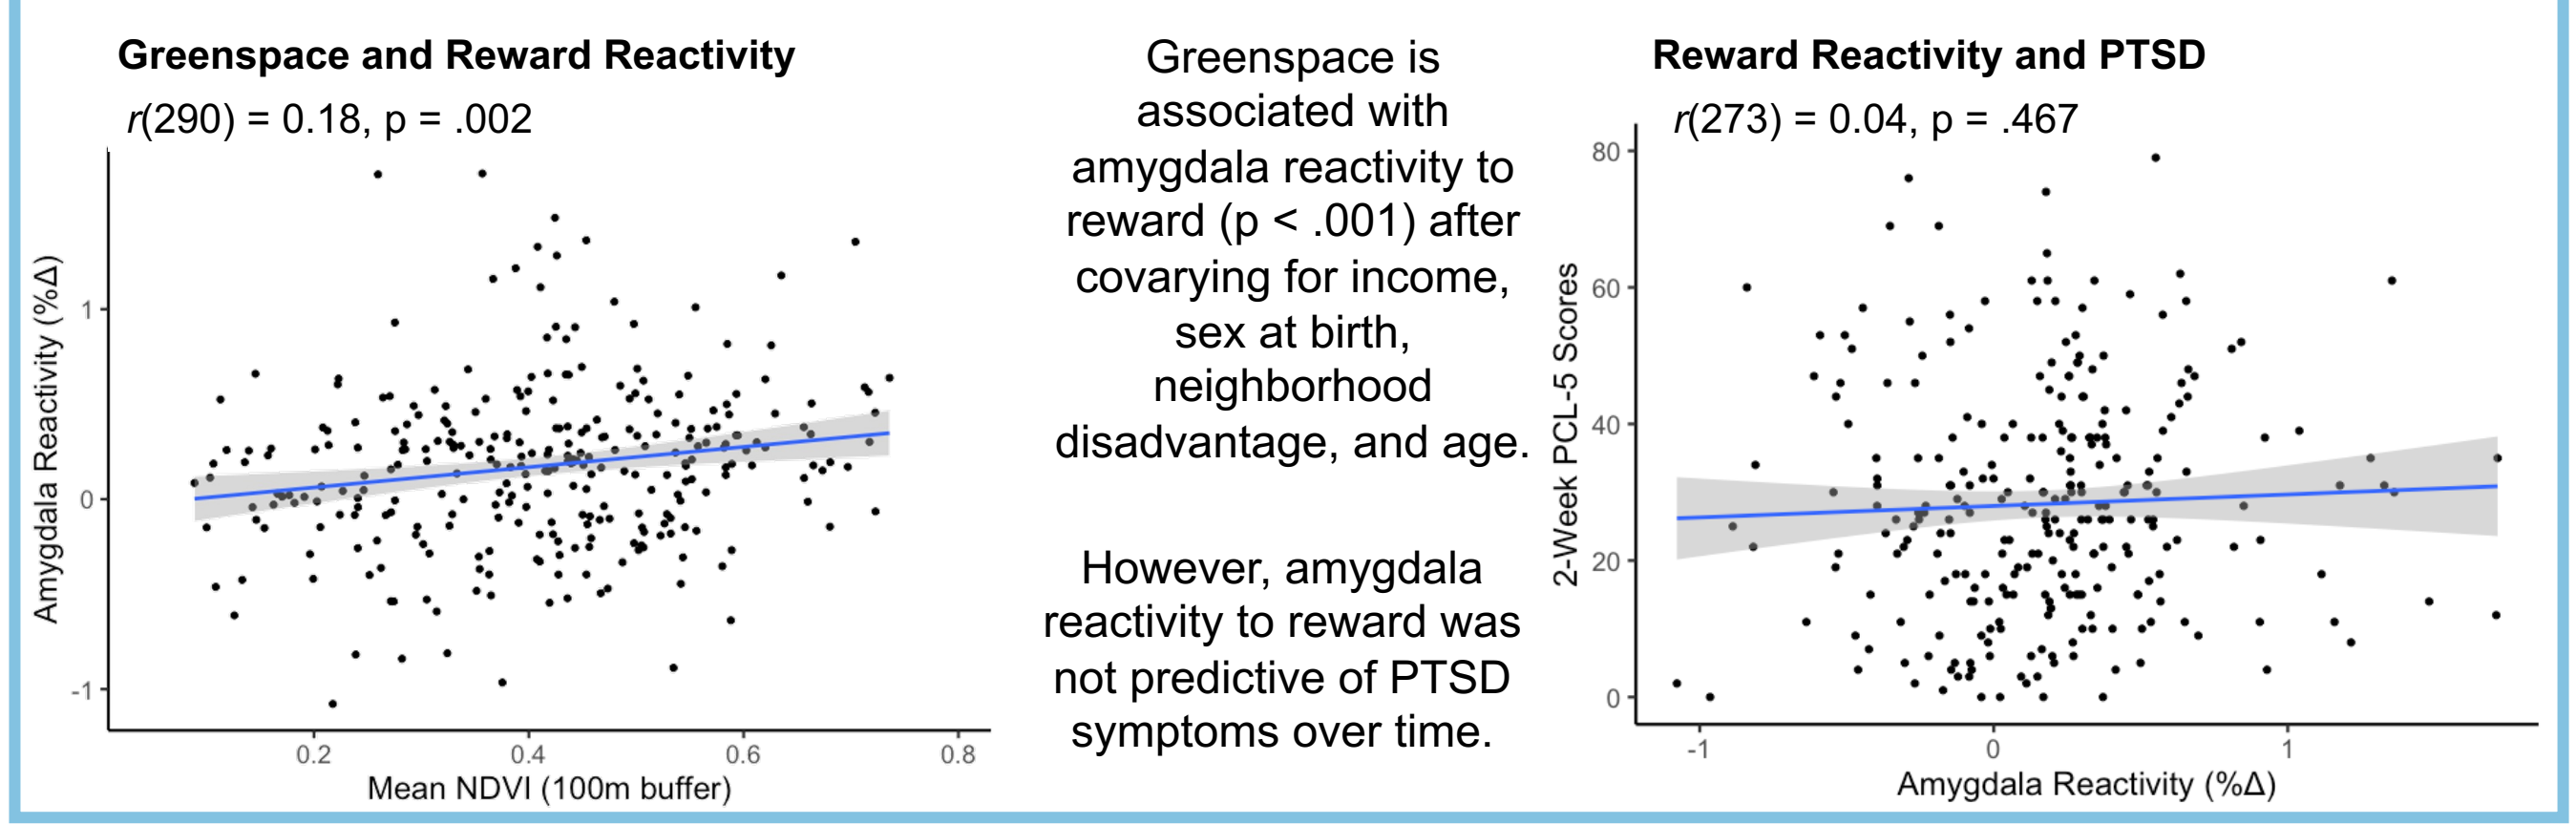 Greenspace and Reward Reactivity
r(290) = 0.18, p = .002
Amygdala Reactivity (%Δ)
1
0
-1
0.2
0.4
0.6
0.8
Mean NDVI (100m buffer)
Greenspace is
associated with
amygdala reactivity to
reward (p < .001) after
covarying for income,
sex at birth,
neighborhood
disadvantage, and age.
However, amygdala
reactivity to reward was
not predictive of PTSD
symptoms over time.
Reward Reactivity and PTSD
r(273) = 0.04, p = .467
2-Week PCL-5 Scores
80
60
40
20
0
-1
0
1
Amygdala Reactivity (%Δ)